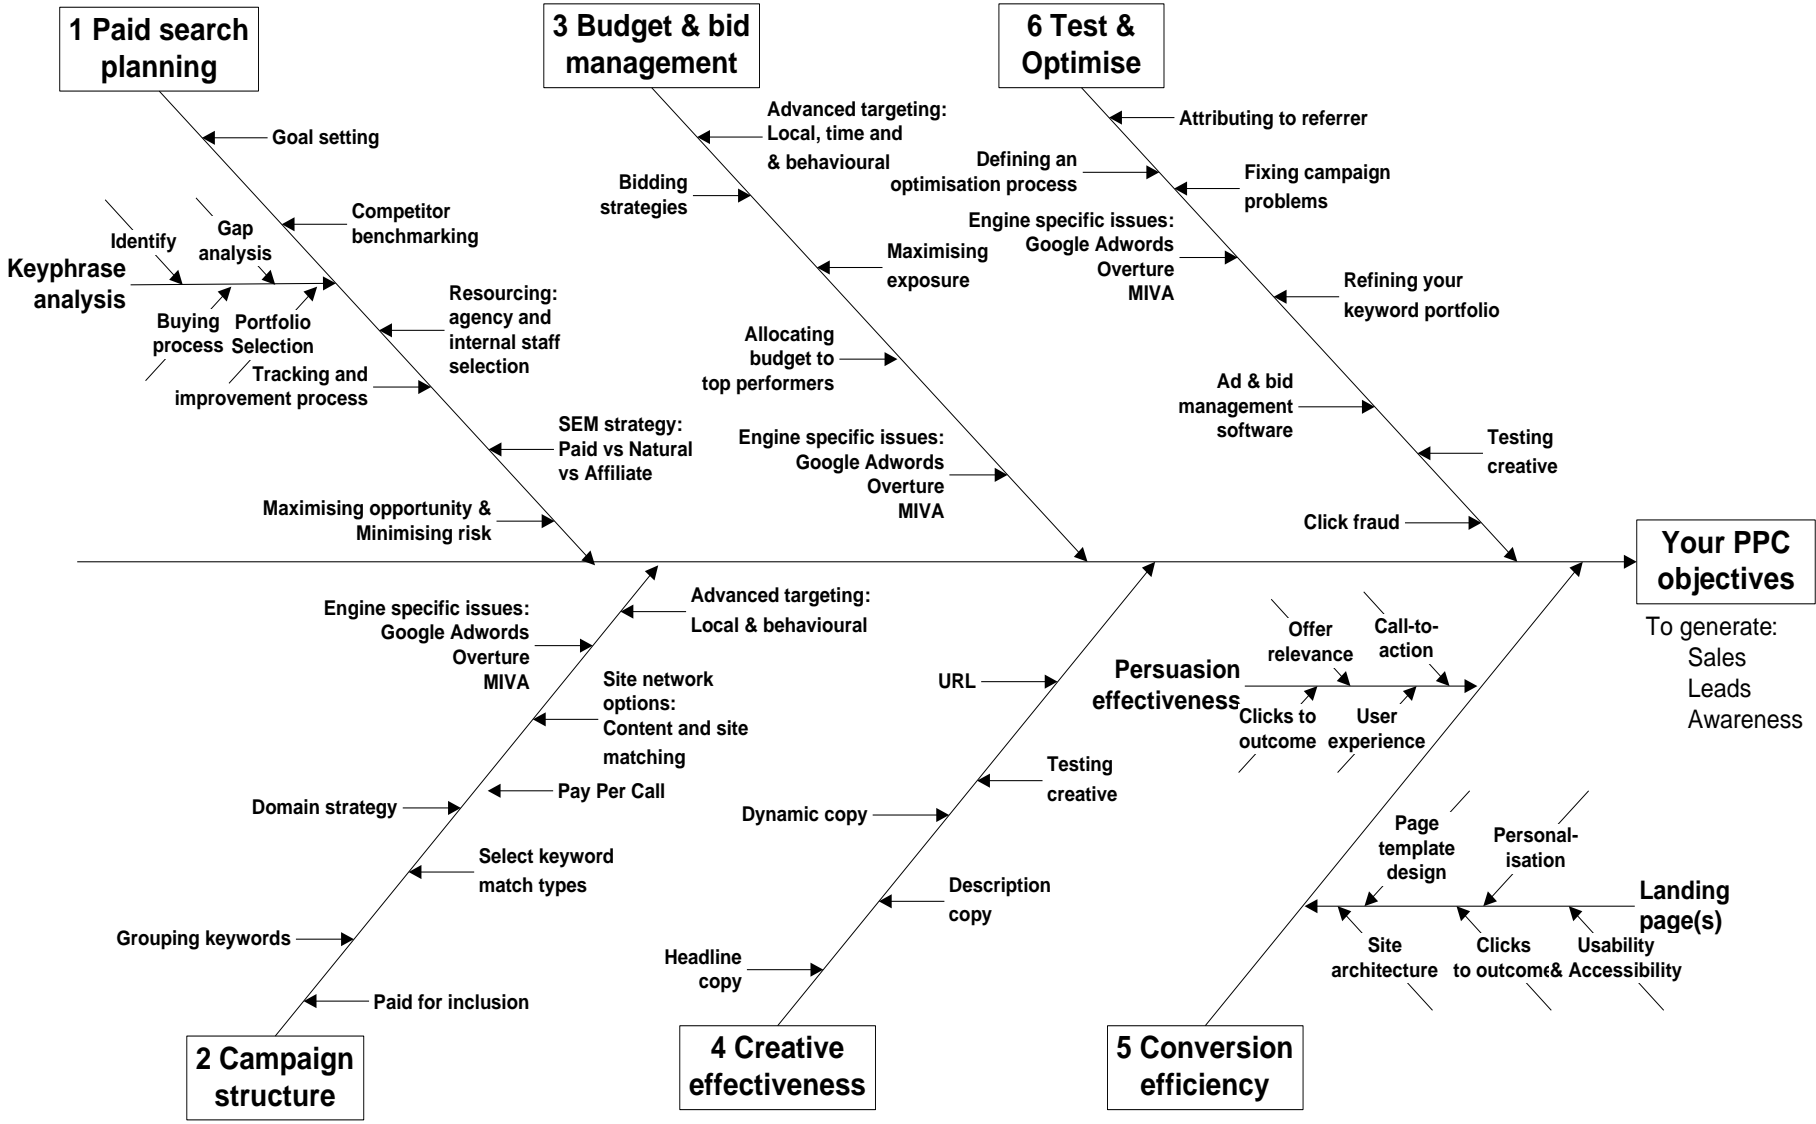 1 Paid search
planning
3 Budget & bid
management
6 Test &
Optimise
Goal setting
Competitor
benchmarking
Identify
Gap
analysis
Keyphrase
analysis
Buying
process
Portfolio
Selection
Resourcing:
agency and
internal staff
selection
Tracking and
improvement process
SEM strategy:
Paid vs Natural
vs Affiliate
Maximising opportunity &
Minimising risk
Advanced targeting:
Local, time and
& behavioural
Bidding
strategies
Maximising
exposure
Allocating
budget to
top performers
Engine specific issues:
Google Adwords
Overture
MIVA
Attributing to referrer
Defining an
optimisation process
Fixing campaign
problems
Engine specific issues:
Google Adwords
Overture
MIVA
Refining your
keyword portfolio
Ad & bid
management
software
Testing
creative
Click fraud
Your PPC
objectives
To generate:
Sales
Leads
Awareness
Advanced targeting:
Local & behavioural
Engine specific issues:
Google Adwords
Overture
MIVA
Site network
options:
Content and site
matching
Pay Per Call
Domain strategy
Select keyword
match types
Grouping keywords
Paid for inclusion
2 Campaign
structure
URL
Testing
creative
Dynamic copy
Description
copy
Headline
copy
4 Creative
effectiveness
Offer
relevance
Call-to-
action
Persuasion
effectiveness
Clicks to
outcome
User
experience
Page
template
design
Personal-
isation
Landing
page(s)
Site
architecture
Clicks
to outcome
Usability
& Accessibility
5 Conversion
efficiency